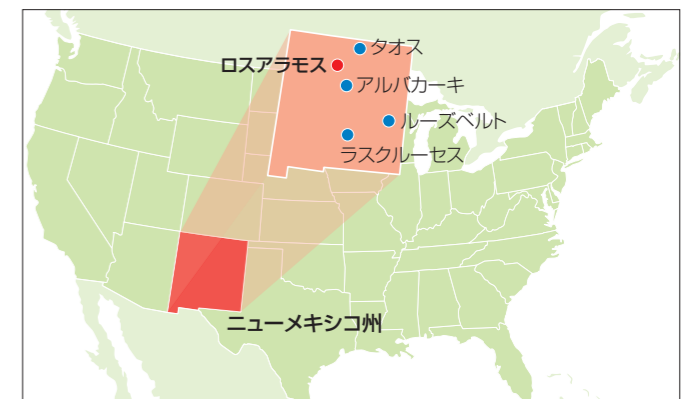 タオス
ロスアラモス
アルバカーキ
ルーズベルト
ラスクルーセス
ニューメキシコ州